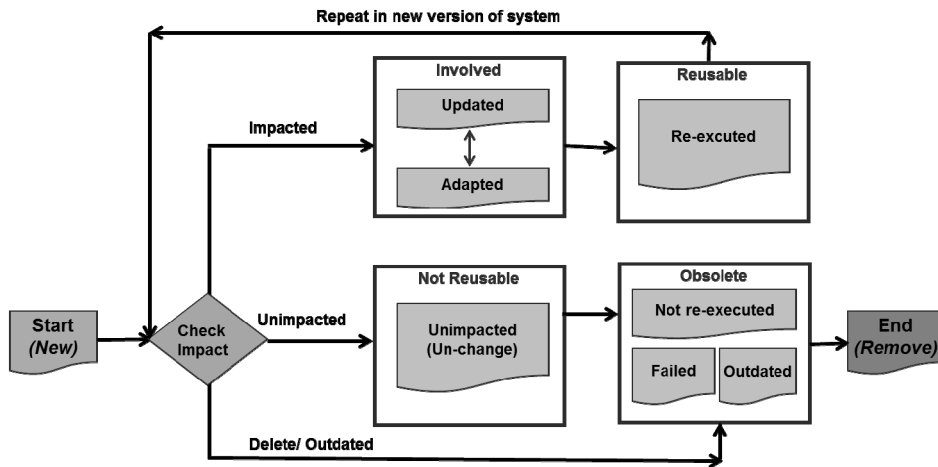 Repeat in new version of system
Involved
Updated
Adapted
Reusable
Re-excuted
Impacted
Start
(New)
Check
Impact
Unimpacted
Not Reusable
Unimpacted
(Un-change)
Obsolete
Not re-executed
Failed
Outdated
End
(Remove)
Delete/ Outdated